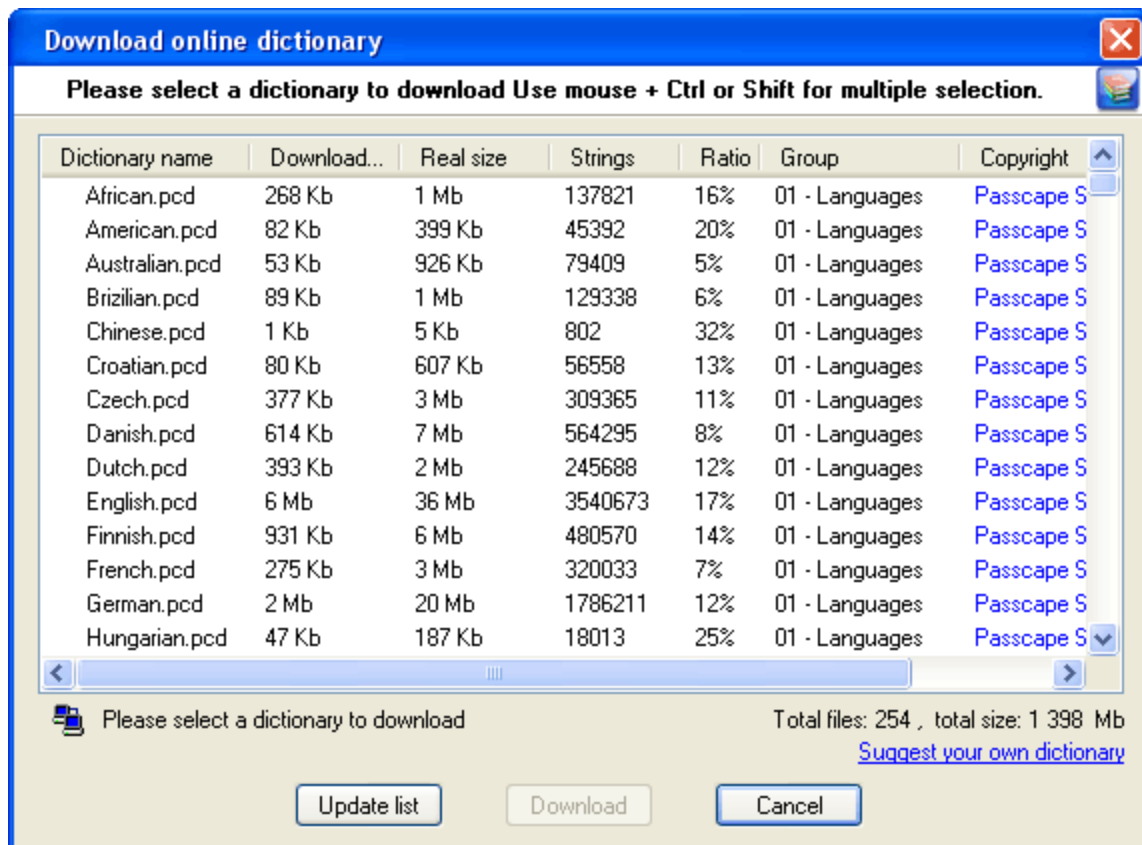 Download online dictionary
Please select a dictionary to download Use mouse + Ctrl or Shift for multiple selection.
Dictionary name Download... Real size Strings Ratio Group Copyright
African.pcd 268 Kb 1 Mb 137821 16% 01 - Languages Passcape S
American.pcd 82 Kb 399 Kb 45392 20% 01 - Languages Passcape S
Australian.pcd 53 Kb 926 Kb 79409 5% 01 - Languages Passcape S
Brizilian.pcd 89 Kb 1 Mb 129338 6% 01 - Languages Passcape S
Chinese.pcd 1 Kb 5 Kb 802 32% 01 - Languages Passcape S
Croatian.pcd 80 Kb 607 Kb 56558 13% 01 - Languages Passcape S
Czech.pcd 377 Kb 3 Mb 309365 11% 01 - Languages Passcape S
Danish.pcd 614 Kb 7 Mb 564295 8% 01 - Languages Passcape S
Dutch.pcd 393 Kb 2 Mb 245688 12% 01 - Languages Passcape S
English.pcd 6 Mb 36 Mb 3540673 17% 01 - Languages Passcape S
Finnish.pcd 931 Kb 6 Mb 480570 14% 01 - Languages Passcape S
French.pcd 275 Kb 3 Mb 320033 7% 01 - Languages Passcape S
German.pcd 2 Mb 20 Mb 1786211 12% 01 - Languages Passcape S
Hungarian.pcd 47 Kb 187 Kb 18013 25% 01 - Languages Passcape S
Please select a dictionary to download Total files: 254 , total size: 1 398 Mb
Suggest your own dictionary
Update list Download Cancel